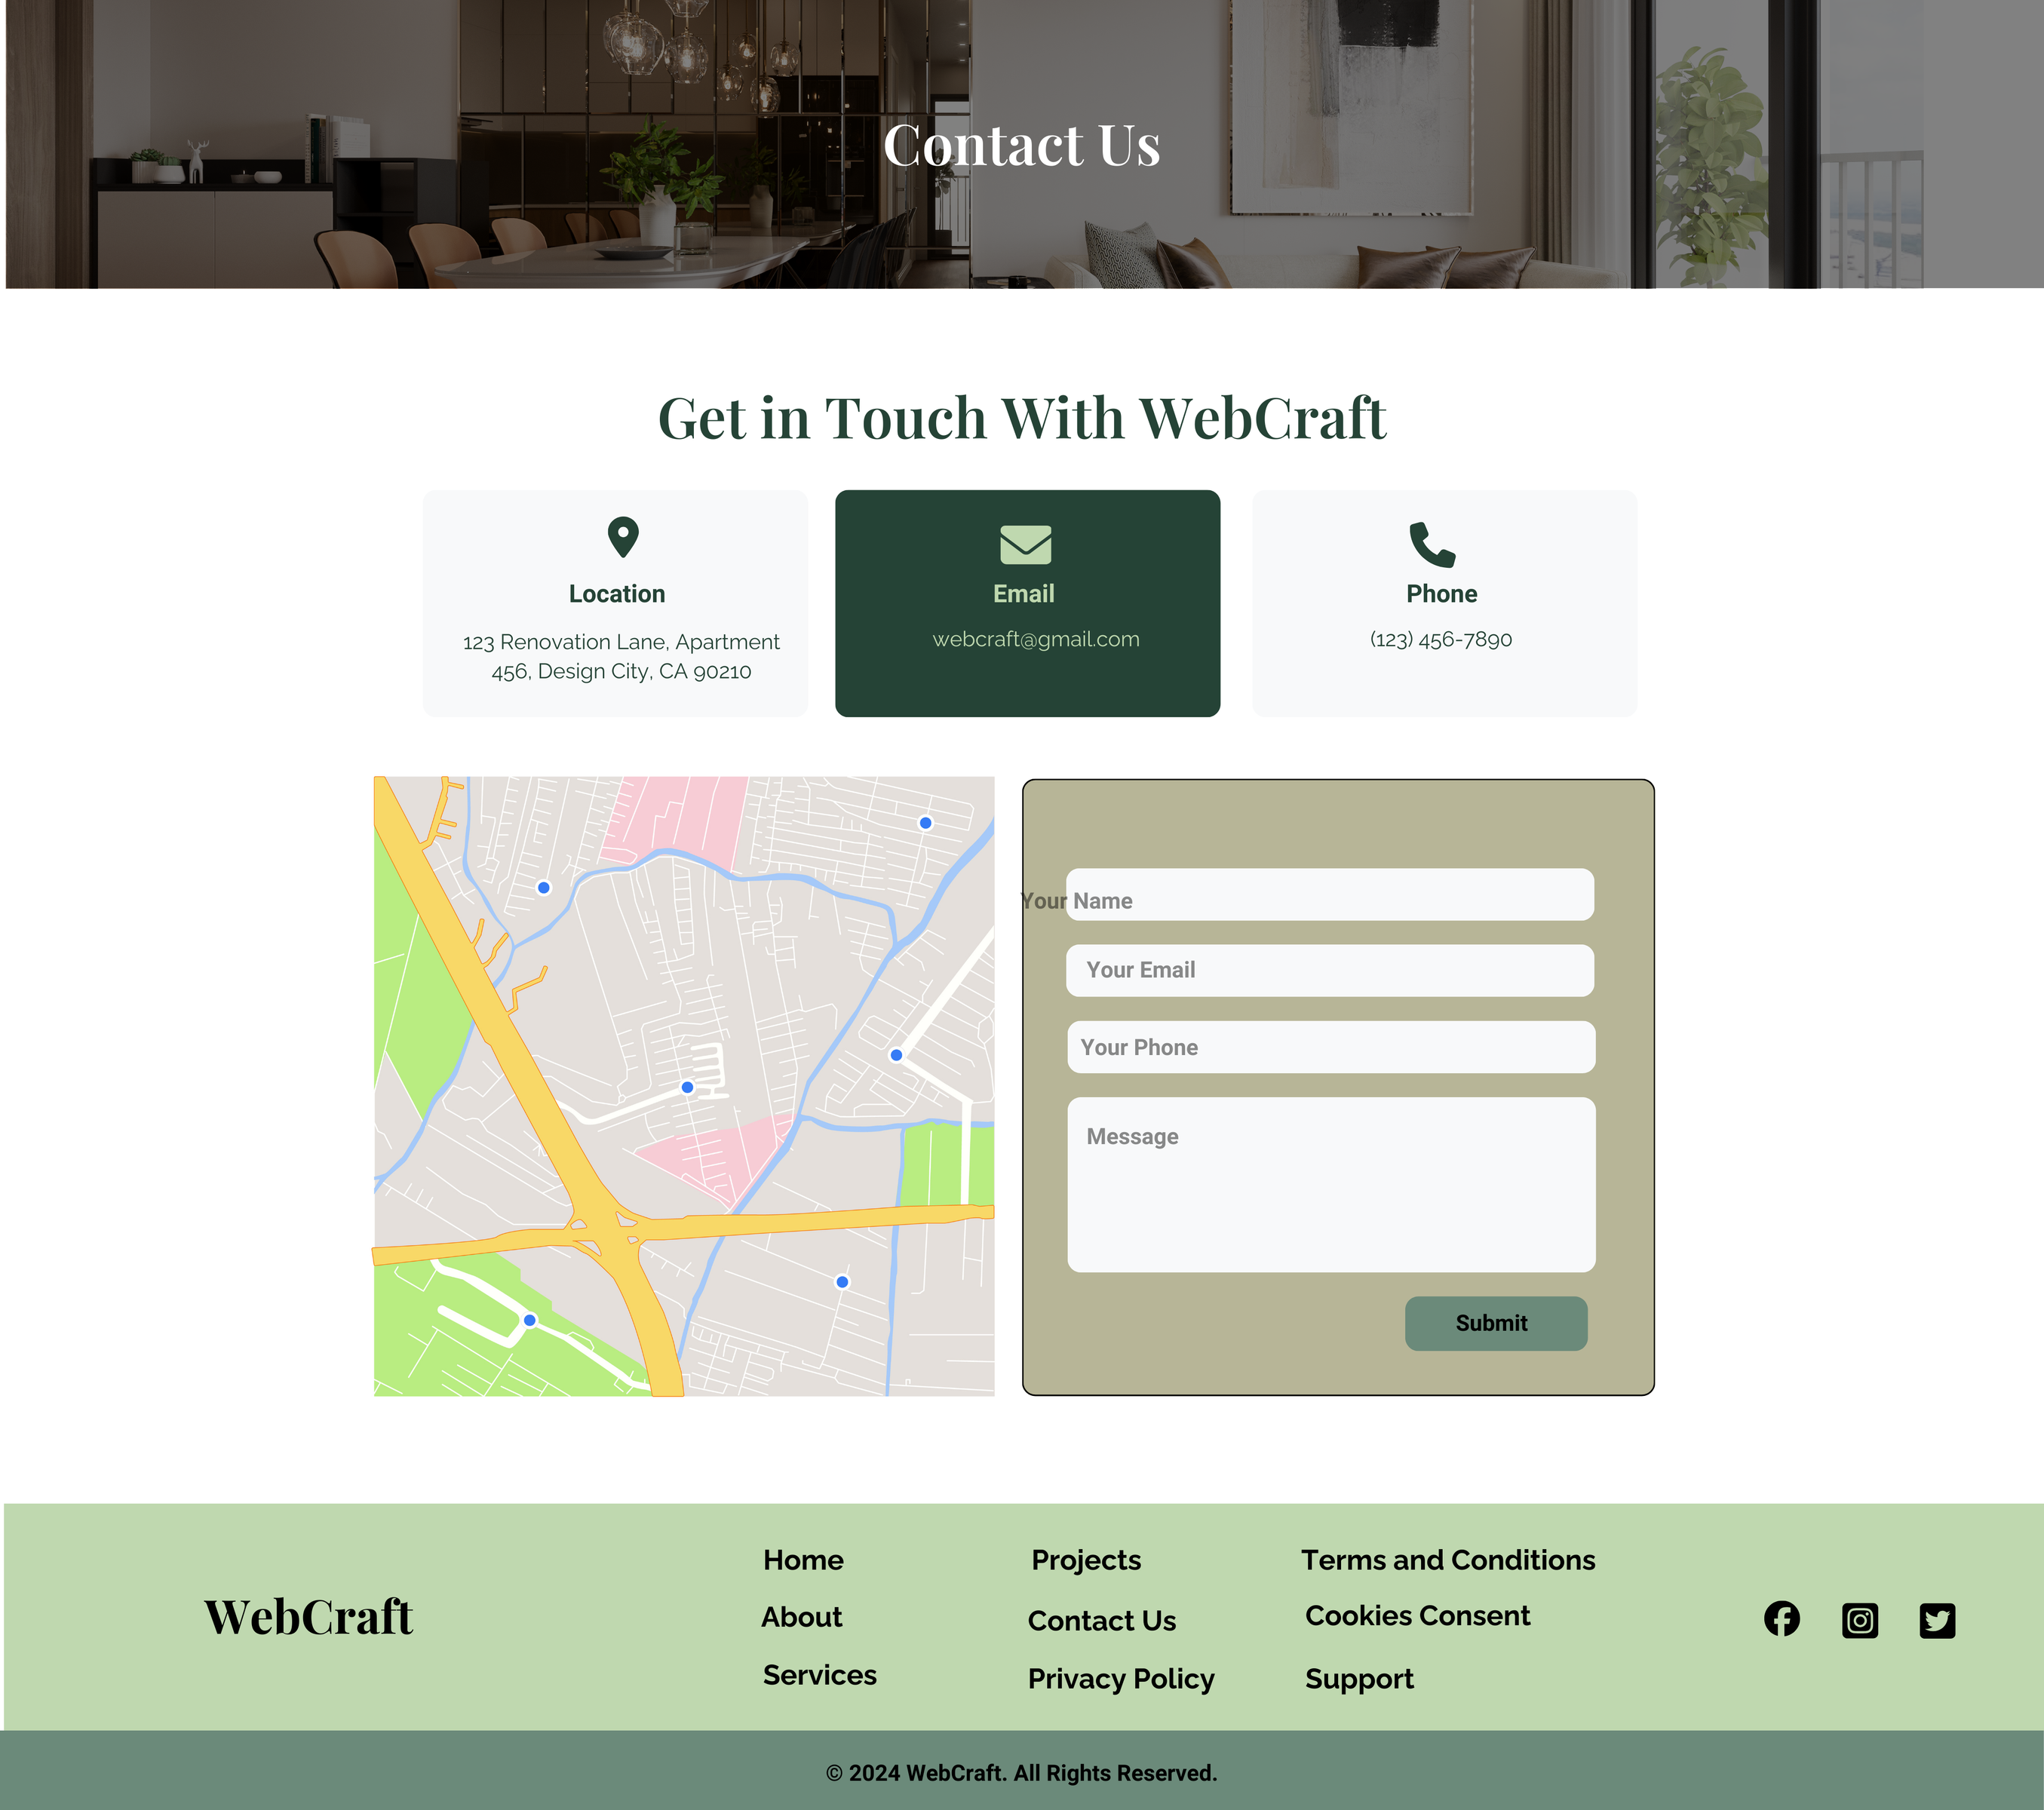 Contact Us
Get in Touch With WebCraft
Location
123 Renovation Lane, Apartment
456, Design City, CA 90210
Email
webcraft@gmail.com
Phone
(123) 456-7890
Your Name
Your Email
Your Phone
Message
Submit
WebCraft
Home
About
Services
Projects
Contact Us
Privacy Policy
Terms and Conditions
Cookies Consent
Support
© 2024 WebCraft. All Rights Reserved.